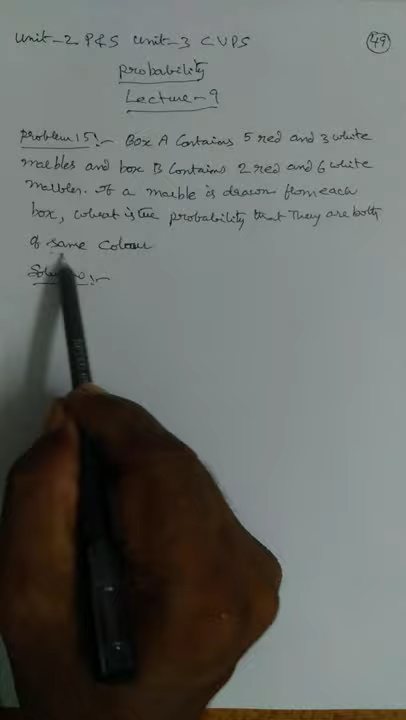 Unit-2 P&S Unit-3 CVPS
49
Probability
Lecture-9
Problem 15:- Box A Contains 5 red and 3 white
marbles and box B Contains 2 red and 6 white
marbles. If a marble is drawn from each
box, what is the probability that They are both
of same Colour
Solution:-